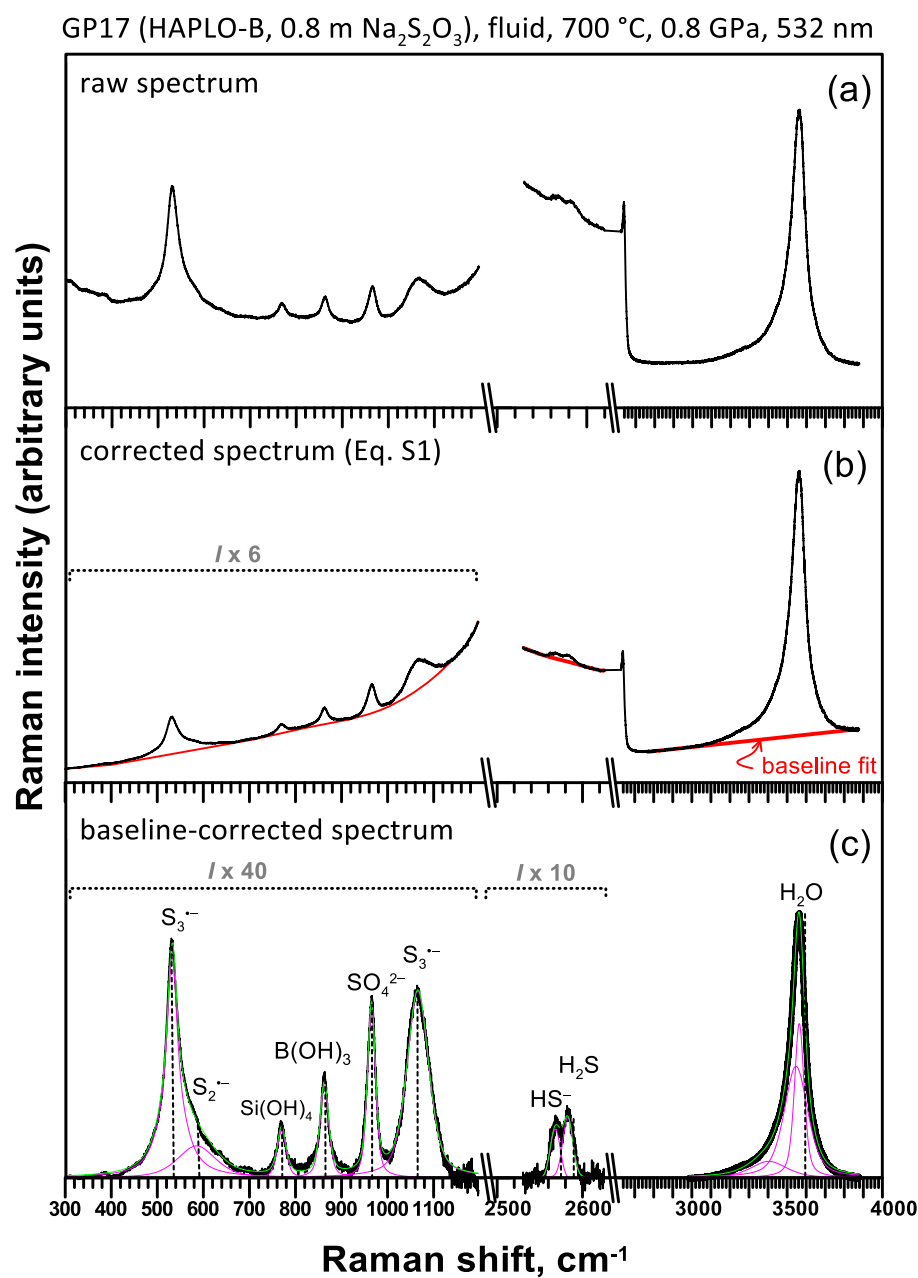 GP17 (HAPLO-B, 0.8 m Na₂S₂O₃), fluid, 700 °C, 0.8 GPa, 532 nm
raw spectrum
(a)
corrected spectrum (Eq. S1)
(b)
I x 6
baseline fit
baseline-corrected spectrum
(c)
I x 40
I x 10
S₃•–
S₂•–
Si(OH)₄
B(OH)₃
SO₄²⁻
S₃•–
HS⁻
H₂S
H₂O
300 400 500 600 700 800 900 1000 1100 2500 2600 3000 3500 4000
Raman shift, cm⁻¹
Raman intensity (arbitrary units)